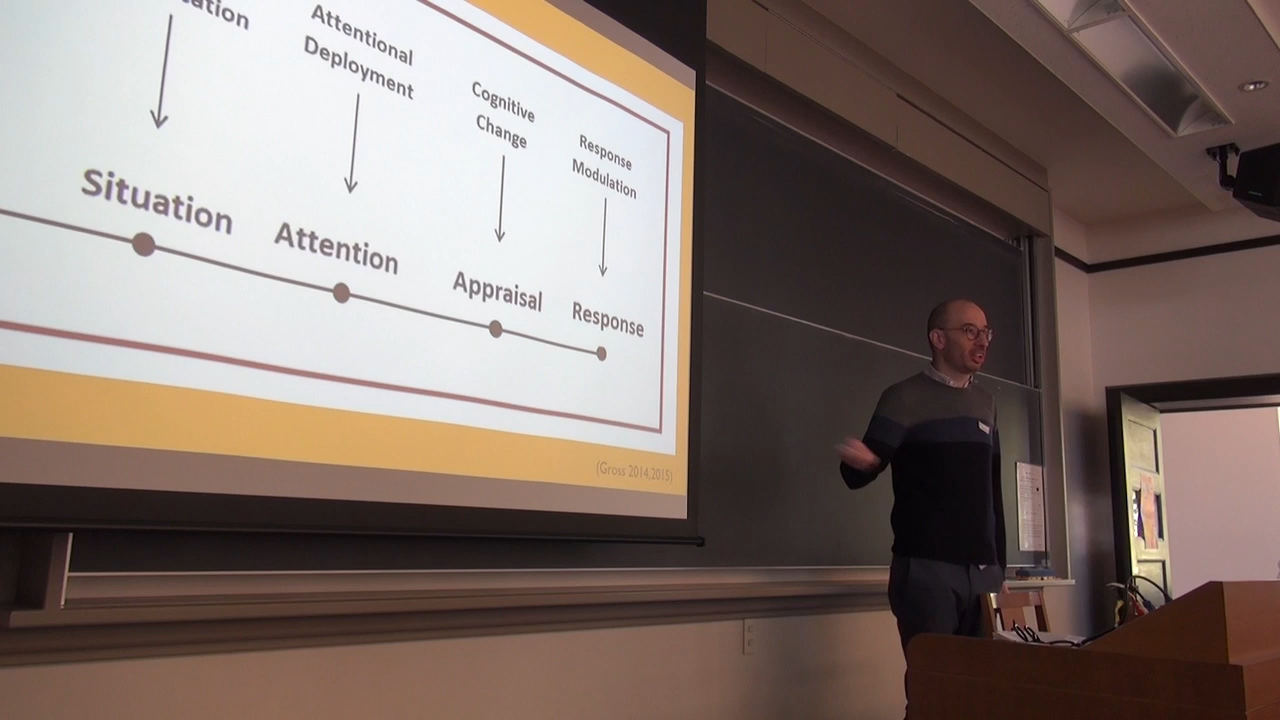 Attentional
Deployment
Cognitive
Change
Response
Modulation
Situation
Attention
Appraisal
Response
(Gross 2014,2015)